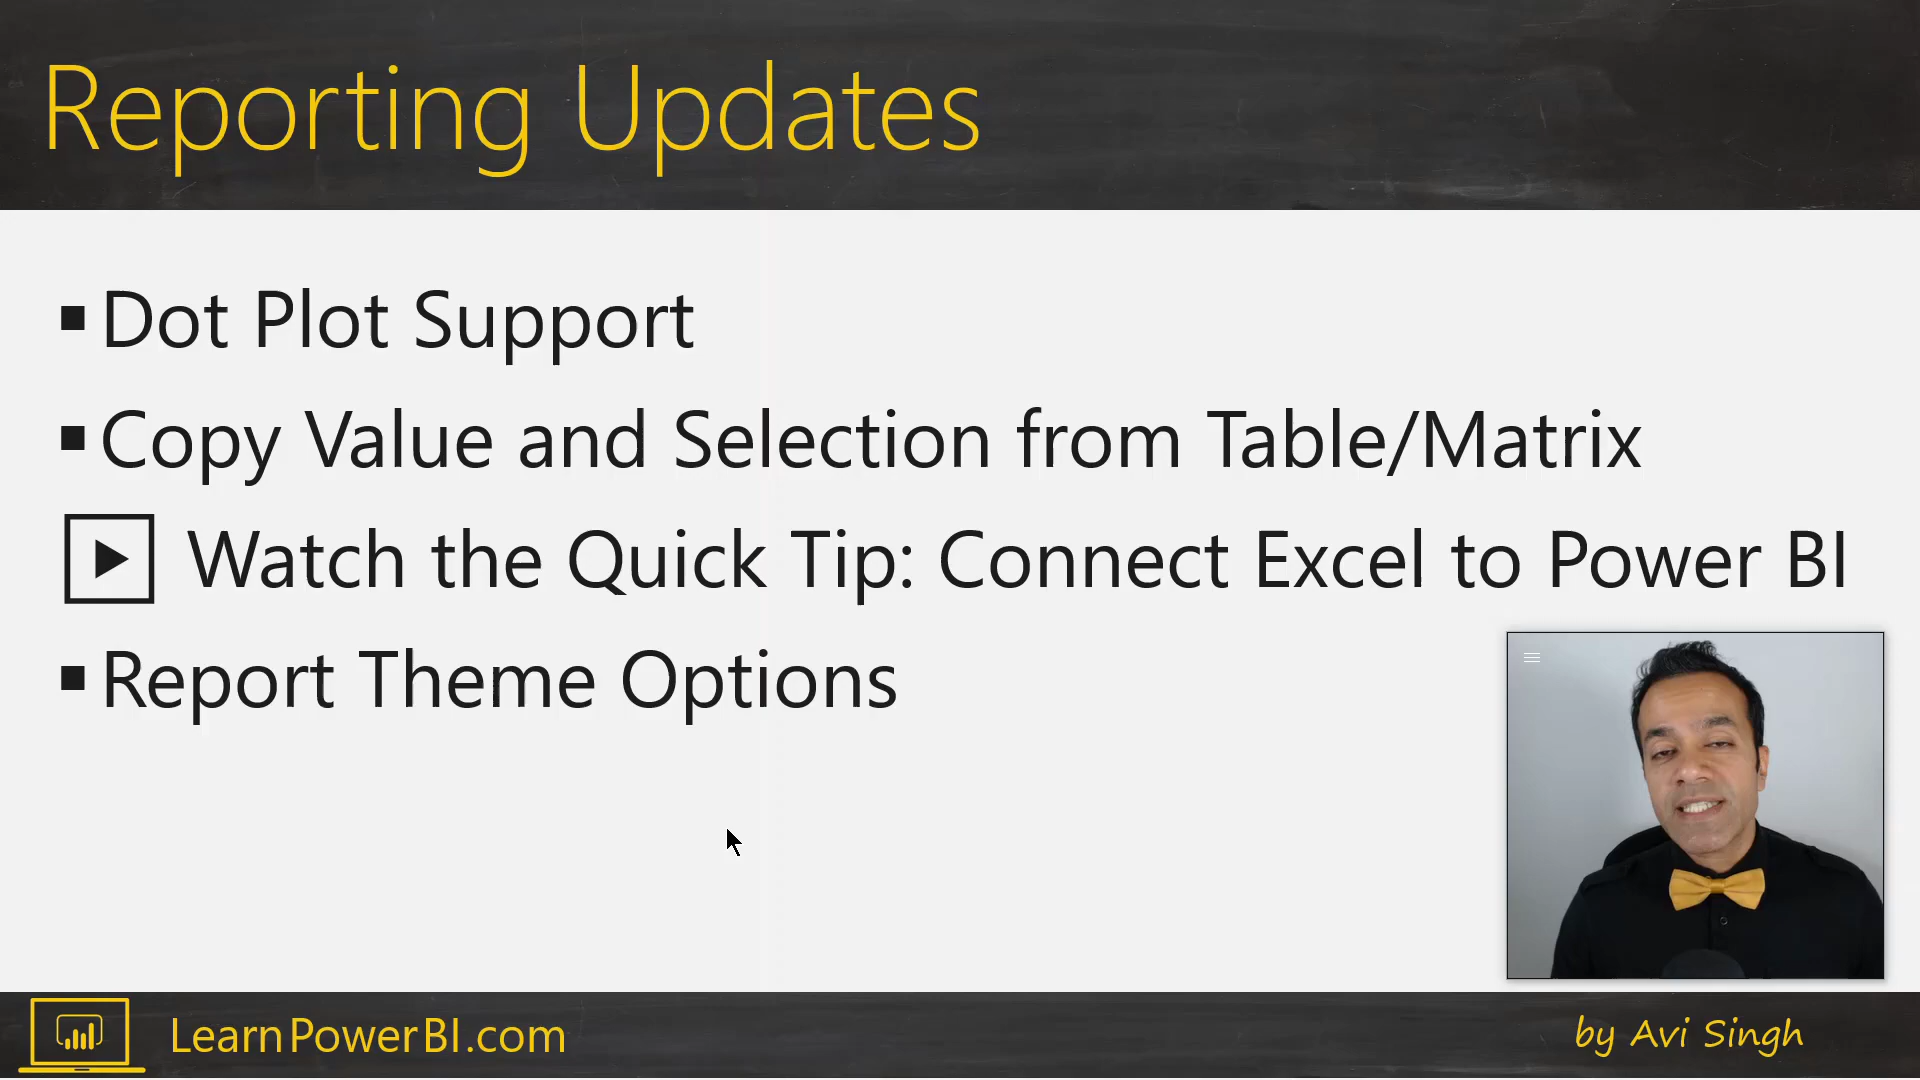 Reporting Updates
Dot Plot Support
Copy Value and Selection from Table/Matrix
Watch the Quick Tip: Connect Excel to Power BI
Report Theme Options
LearnPowerBI.com
by Avi Singh